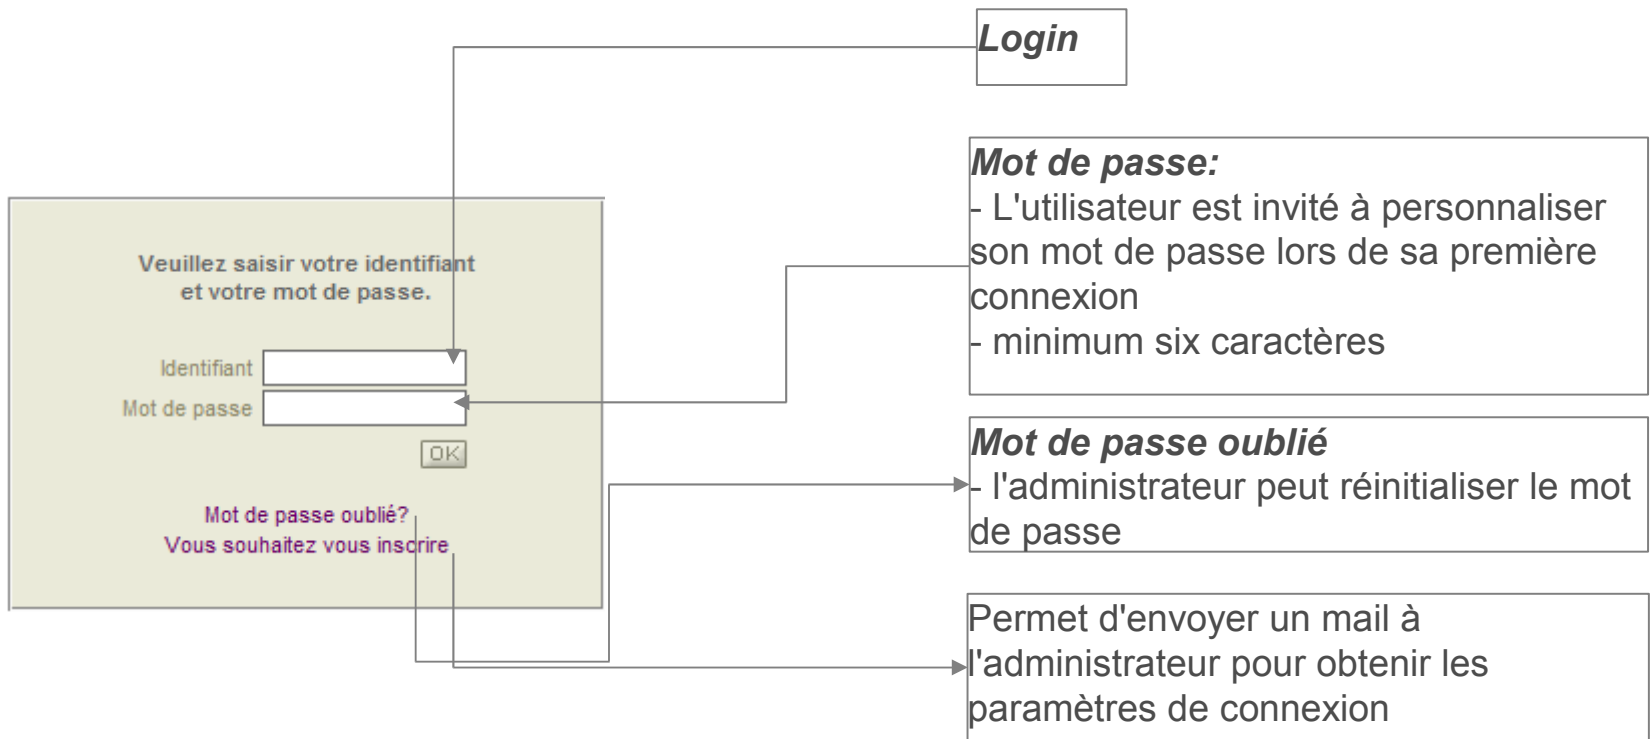 Login
Mot de passe:
- L'utilisateur est invité à personnaliser
son mot de passe lors de sa première
connexion
- minimum six caractères
Veuillez saisir votre identifiant
et votre mot de passe.
Identifiant
Mot de passe
OK
Mot de passe oublié?
Vous souhaitez vous inscrire
Mot de passe oublié
- l'administrateur peut réinitialiser le mot
de passe
Permet d'envoyer un mail à
l'administrateur pour obtenir les
paramètres de connexion